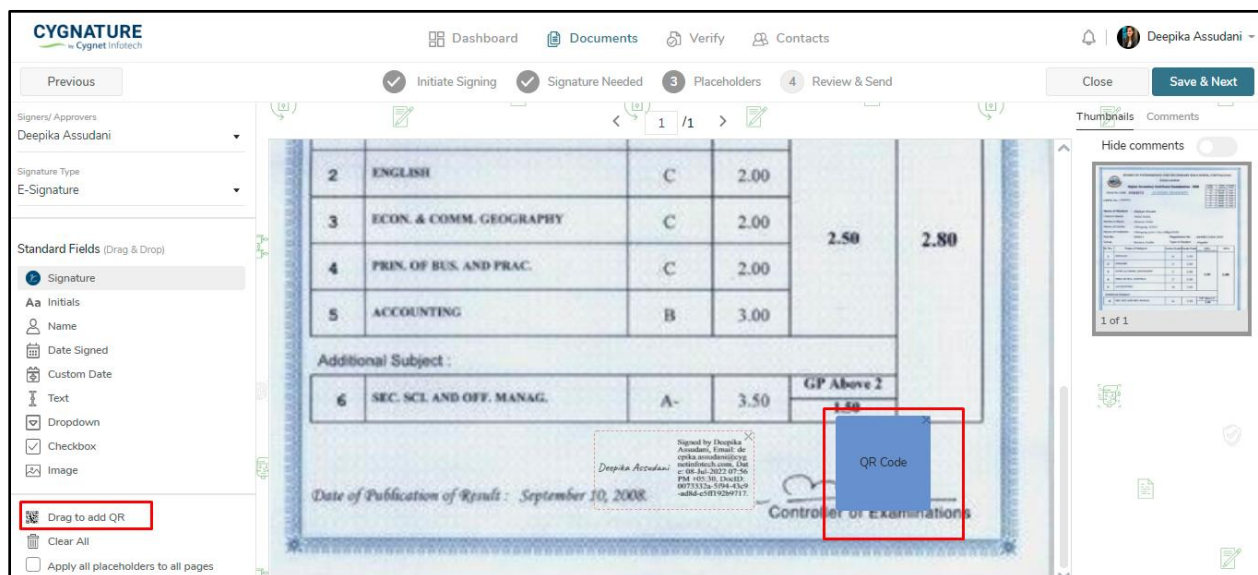 CYGNATURE
by Cygnet Infotech
Dashboard
Documents
Verify
Contacts
Deepika Assudani
Previous
Initiate Signing
Signature Needed
3 Placeholders
4 Review & Send
Close
Save & Next
Signers/ Approvers
Deepika Assudani
Signature Type
E-Signature
Standard Fields (Drag & Drop)
Signature
Aa Initials
Name
Date Signed
Custom Date
Text
Dropdown
Checkbox
Image
Drag to add QR
Clear All
Apply all placeholders to all pages
1 /1
2 ENGLISH C 2.00
3 ECON. & COMM. GEOGRAPHY C 2.00
2.50 2.80
4 PRIN. OF BUS. AND PRAC. C 2.00
5 ACCOUNTING B 3.00
Additional Subject :
6 SEC. SCI. AND OFF. MANAG. A- 3.50
GP Above 2
1.50
Deepika Assudani
Signed by Deepika
Assudani, Email: de
epika.assudani@cyg
netinfotech.com, Dat
e: 08-Jul-2022 07:56
PM +05:30, DocID:
QR Code
Date of Publication of Result : September 10, 2008.
Controller of Examinations
Thumbnails
Comments
Hide comments
1 of 1